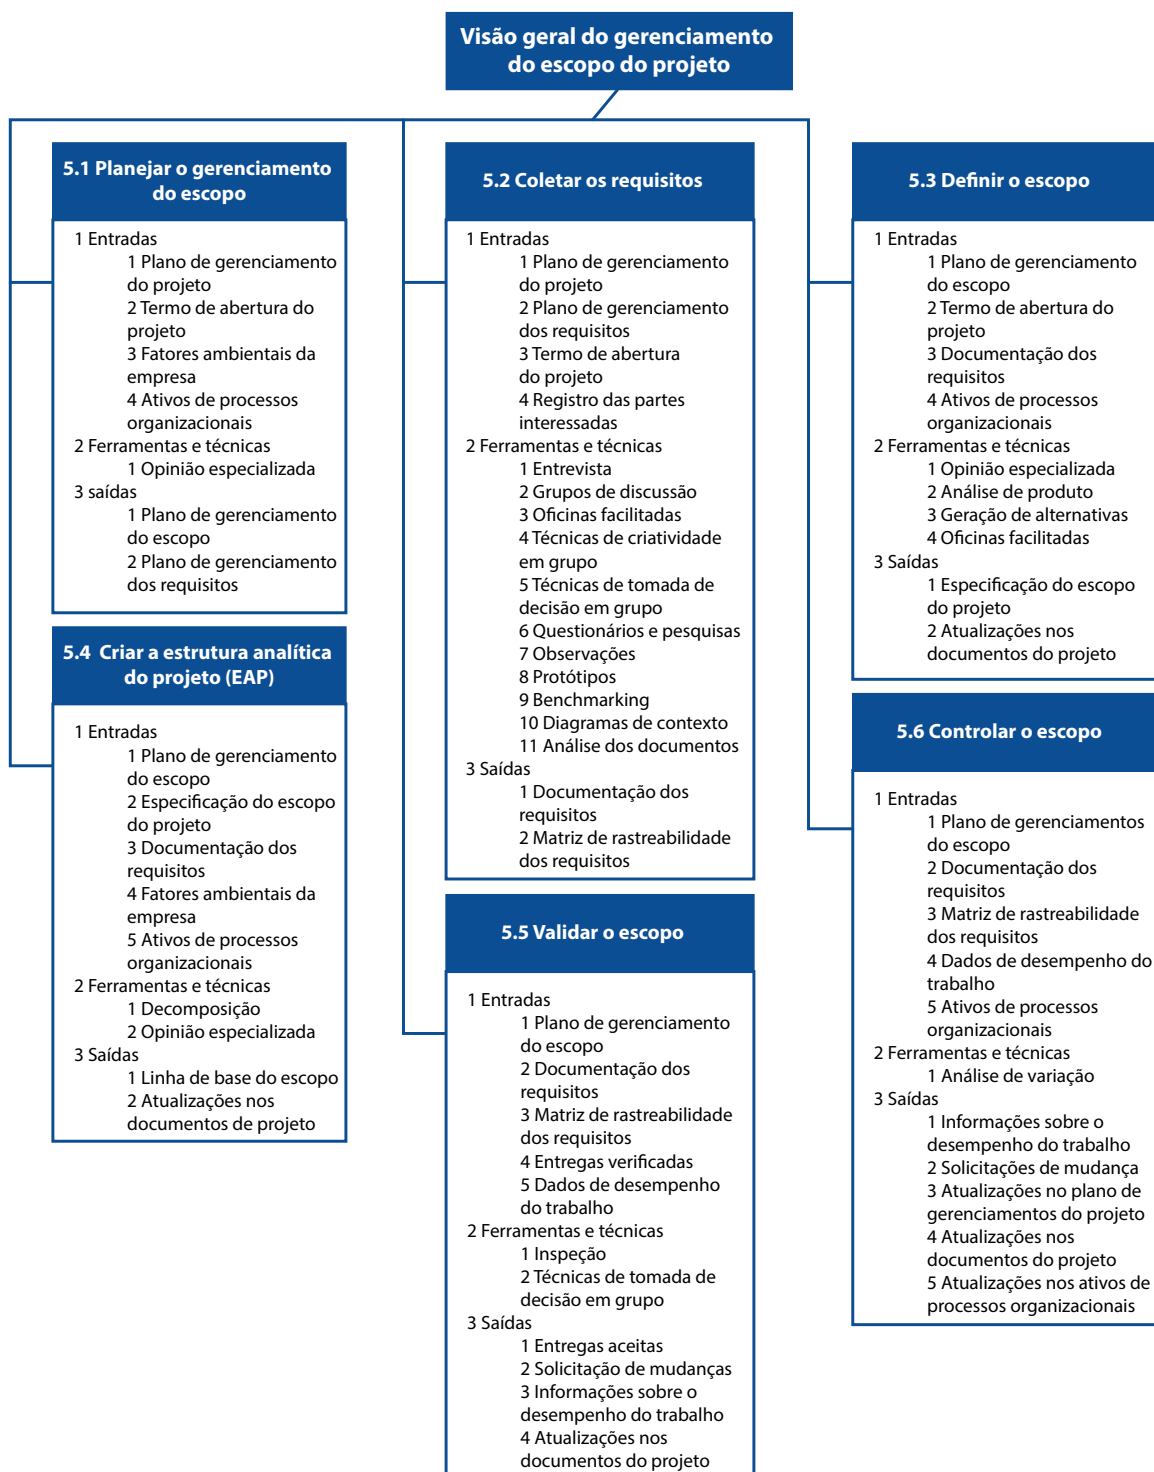 Visão geral do gerenciamento
do escopo do projeto
5.1 Planejar o gerenciamento
do escopo
1 Entradas
1 Plano de gerenciamento
do projeto
2 Termo de abertura do
projeto
3 Fatores ambientais da
empresa
4 Ativos de processos
organizacionais
2 Ferramentas e técnicas
1 Opinião especializada
3 saídas
1 Plano de gerenciamento
do escopo
2 Plano de gerenciamento
dos requisitos
5.2 Coletar os requisitos
1 Entradas
1 Plano de gerenciamento
do projeto
2 Plano de gerenciamento
dos requisitos
3 Termo de abertura
do projeto
4 Registro das partes
interessadas
2 Ferramentas e técnicas
1 Entrevista
2 Grupos de discussão
3 Oficinas facilitadas
4 Técnicas de criatividade
em grupo
5 Técnicas de tomada de
decisão em grupo
6 Questionários e pesquisas
7 Observações
8 Protótipos
9 Benchmarking
10 Diagramas de contexto
11 Análise dos documentos
3 Saídas
1 Documentação dos
requisitos
2 Matriz de rastreabilidade
dos requisitos
5.3 Definir o escopo
1 Entradas
1 Plano de gerenciamento
do escopo
2 Termo de abertura do
projeto
3 Documentação dos
requisitos
4 Ativos de processos
organizacionais
2 Ferramentas e técnicas
1 Opinião especializada
2 Análise de produto
3 Geração de alternativas
4 Oficinas facilitadas
3 Saídas
1 Especificação do escopo
do projeto
2 Atualizações nos
documentos do projeto
5.4 Criar a estrutura analítica
do projeto (EAP)
1 Entradas
1 Plano de gerenciamento
do escopo
2 Especificação do escopo
do projeto
3 Documentação dos
requisitos
4 Fatores ambientais da
empresa
5 Ativos de processos
organizacionais
2 Ferramentas e técnicas
1 Decomposição
2 Opinião especializada
3 Saídas
1 Linha de base do escopo
2 Atualizações nos
documentos de projeto
5.5 Validar o escopo
1 Entradas
1 Plano de gerenciamento
do escopo
2 Documentação dos
requisitos
3 Matriz de rastreabilidade
dos requisitos
4 Entregas verificadas
5 Dados de desempenho
do trabalho
2 Ferramentas e técnicas
1 Inspeção
2 Técnicas de tomada de
decisão em grupo
3 Saídas
1 Entregas aceitas
2 Solicitação de mudanças
3 Informações sobre o
desempenho do trabalho
4 Atualizações nos
documentos do projeto
5.6 Controlar o escopo
1 Entradas
1 Plano de gerenciamentos
do escopo
2 Documentação dos
requisitos
3 Matriz de rastreabilidade
dos requisitos
4 Dados de desempenho do
trabalho
5 Ativos de processos
organizacionais
2 Ferramentas e técnicas
1 Análise de variação
3 Saídas
1 Informações sobre o
desempenho do trabalho
2 Solicitações de mudança
3 Atualizações no plano de
gerenciamentos do projeto
4 Atualizações nos
documentos do projeto
5 Atualizações nos ativos de
processos organizacionais